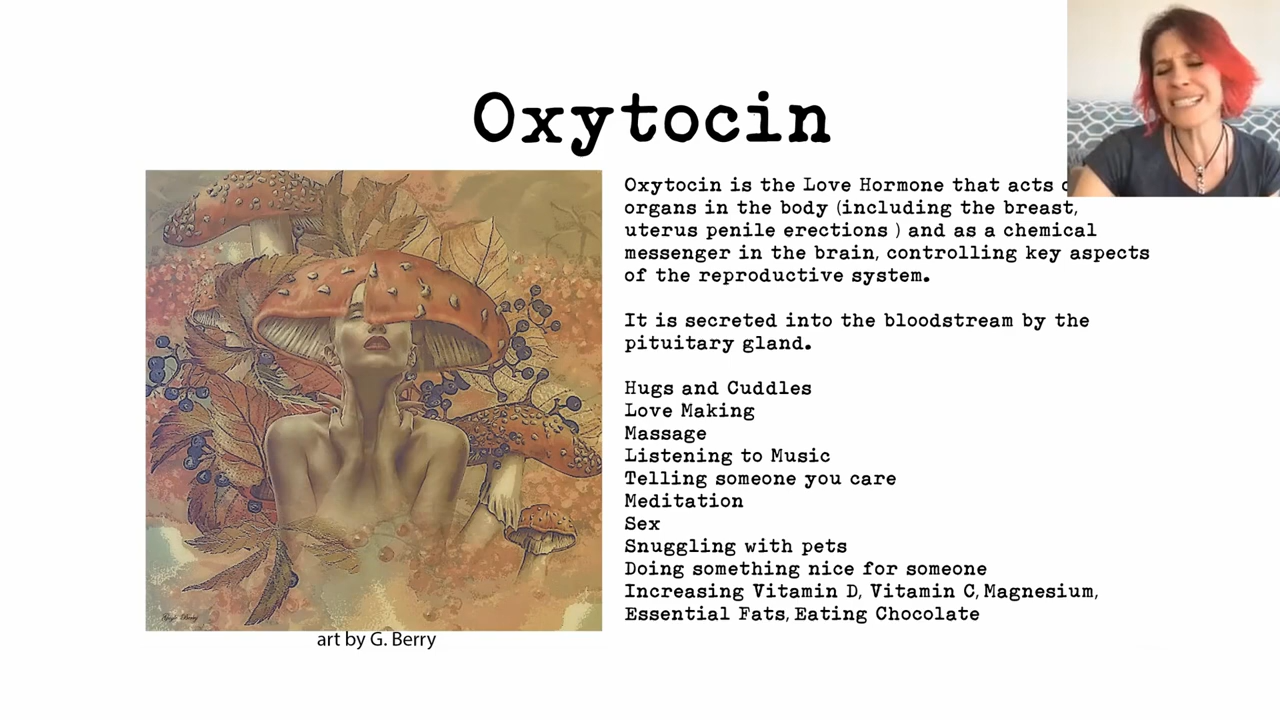 Oxytocin
Oxytocin is the Love Hormone that acts
organs in the body (including the breast,
uterus penile erections ) and as a chemical
messenger in the brain, controlling key aspects
of the reproductive system.
It is secreted into the bloodstream by the
pituitary gland.
Hugs and Cuddles
Love Making
Massage
Listening to Music
Telling someone you care
Meditation
Sex
Snuggling with pets
Doing something nice for someone
Increasing Vitamin D, Vitamin C, Magnesium,
Essential Fats, Eating Chocolate
art by G. Berry